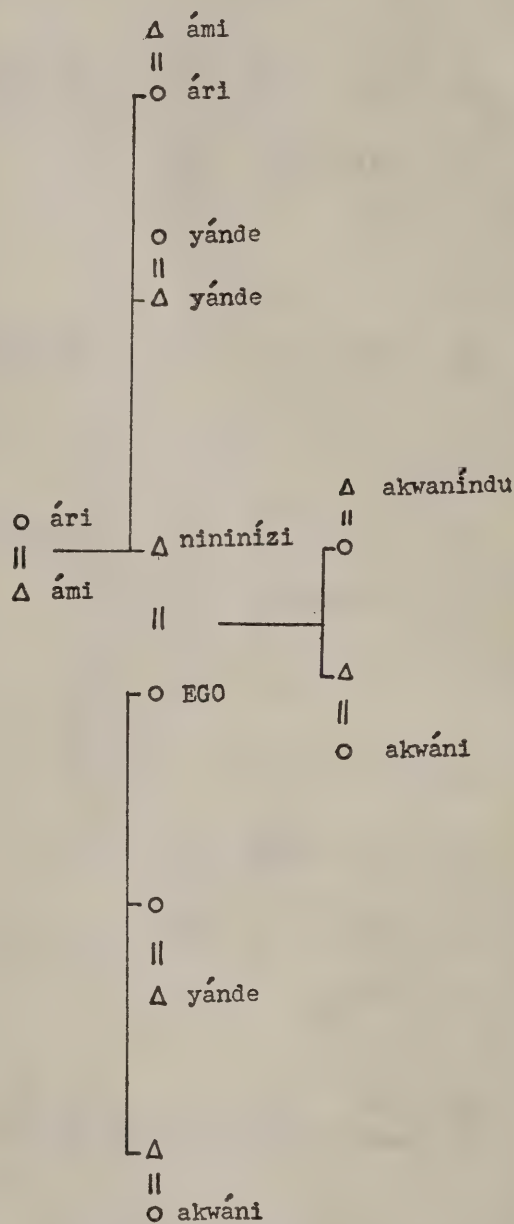 ámi
ári
yánde
yánde
akwaníndu
ári
nininízi
ámi
EGO
akwáni
yánde
akwáni